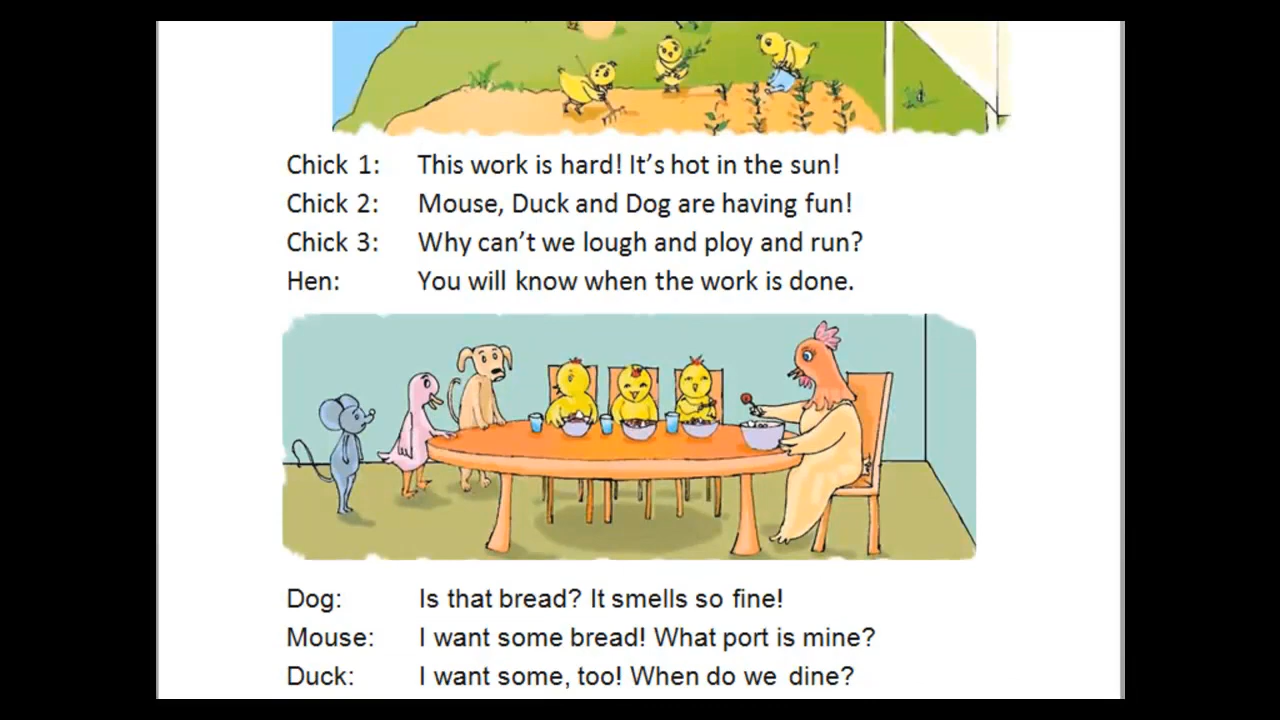 Chick 1: This work is hard! It's hot in the sun!
Chick 2: Mouse, Duck and Dog are having fun!
Chick 3: Why can't we lough and ploy and run?
Hen: You will know when the work is done.
Dog: Is that bread? It smells so fine!
Mouse: I want some bread! What port is mine?
Duck: I want some, too! When do we dine?